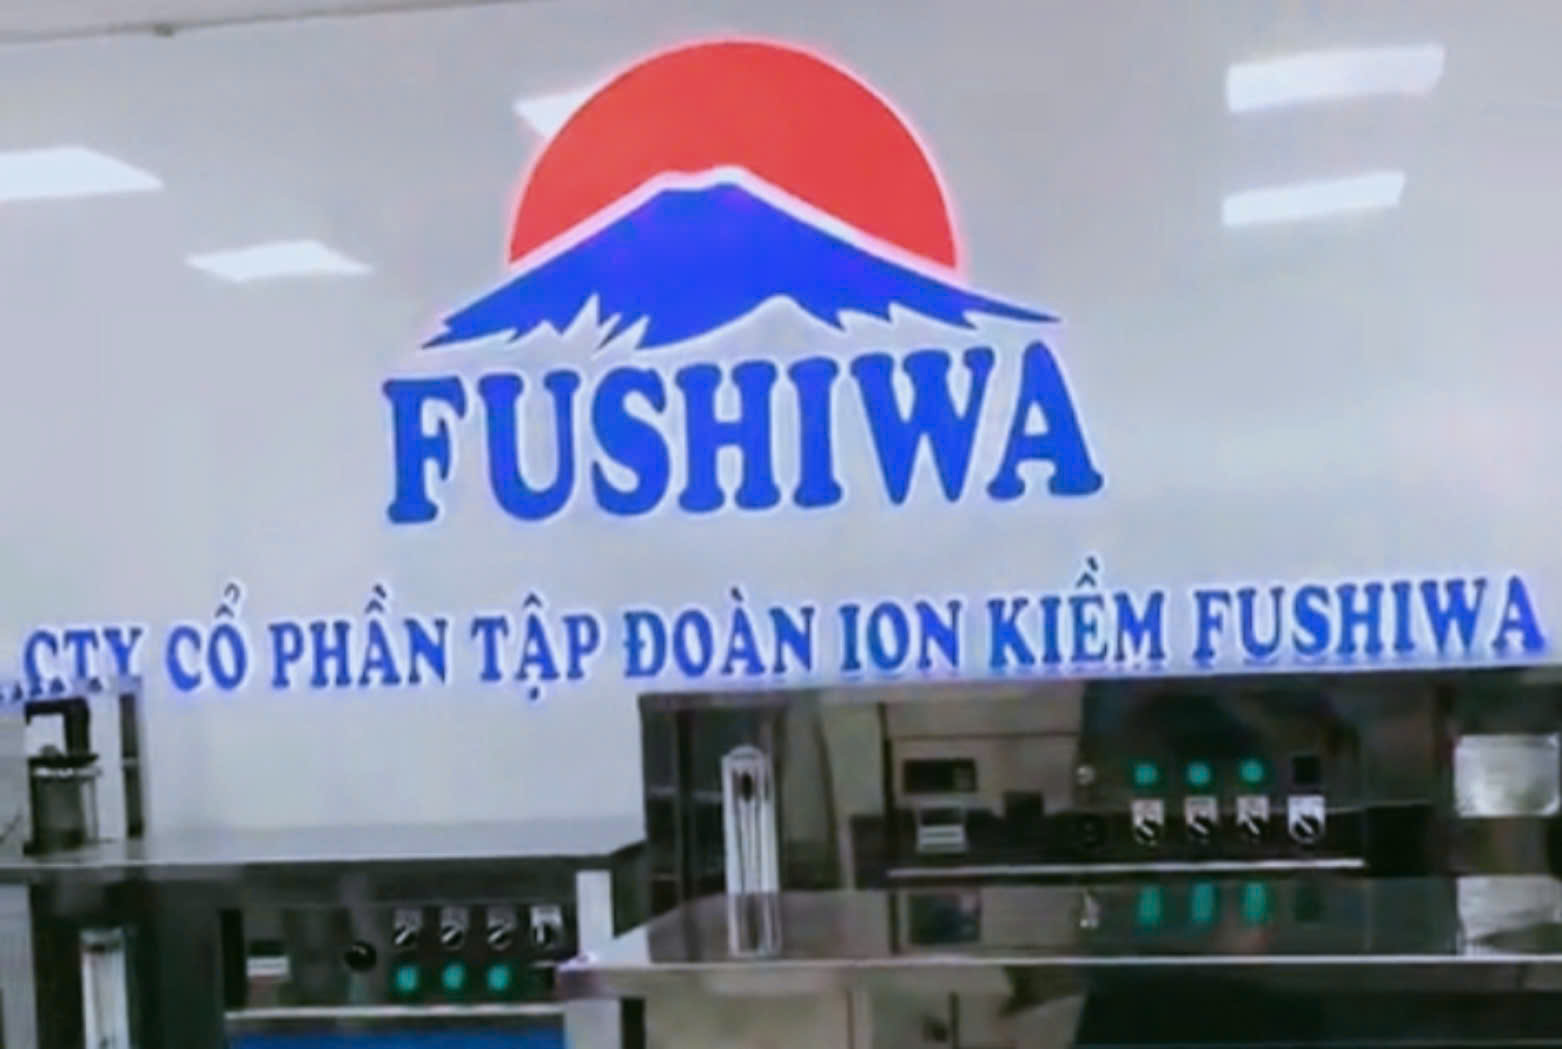 FUSHIWA
CTY CỔ PHẦN TẬP ĐOÀN ION KIỀM FUSHIWA